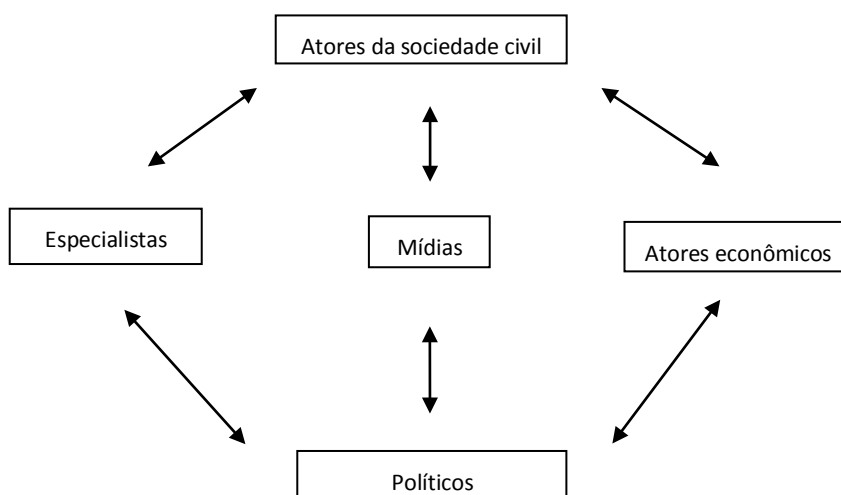 Atores da sociedade civil
Especialistas
Mídias
Atores econômicos
Políticos